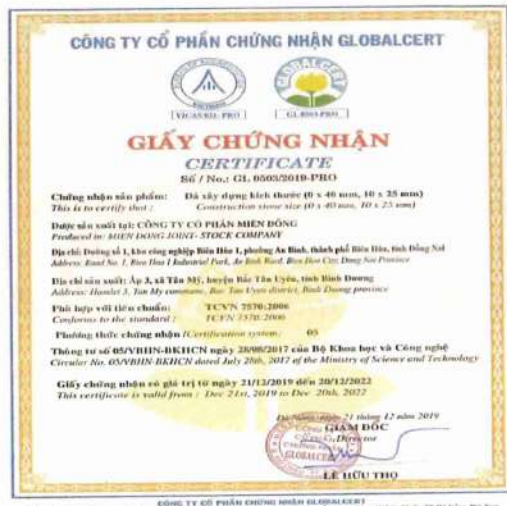 CÔNG TY CỔ PHẦN CHỨNG NHẬN GLOBALCERT
VICAS 031- PRO
GLOBALCERT
GL 0503-PRO
GIẤY CHỨNG NHẬN
CERTIFICATE
Số / No.: GL 0503/2019-PRO
Chứng nhận sản phẩm: Đá xây dựng kích thước (0 x 40 mm, 10 x 25 mm)
This is to certify that : Construction stone size (0 x 40 mm, 10 x 25 mm)
Được sản xuất tại: CÔNG TY CỔ PHẦN MIỀN ĐÔNG
Produced in: MIEN DONG JOINT- STOCK COMPANY
Địa chỉ: Đường số 1, khu công nghiệp Biên Hòa 1, phường An Bình, thành phố Biên Hòa, tỉnh Đồng Nai
Address: Road No. 1, Bien Hoa 1 Industrial Park, An Binh Ward, Bien Hoa City, Dong Nai Province
Địa chỉ sản xuất: Ấp 3, xã Tân Mỹ, huyện Bắc Tân Uyên, tỉnh Bình Dương
Address: Hamlet 3, Tan My commune, Bac Tan Uyen district, Binh Duong province
Phù hợp với tiêu chuẩn: TCVN 7570:2006
Conforms to the standard : TCVN 7570:2006
Phương thức chứng nhận /Certification system: 05
Thông tư số 05/VBHN-BKHCN ngày 28/08/2017 của Bộ Khoa học và Công nghệ
Circular No. 05/VBHN-BKHCN dated July 28th, 2017 of the Ministry of Science and Technology
Giấy chứng nhận có giá trị từ ngày 21/12/2019 đến 20/12/2022
This certificate is valid from : Dec 21st, 2019 to Dec 20th, 2022
Đà Nẵng, ngày 21 tháng 12 năm 2019
GIÁM ĐỐC
Director
GLOBALCERT
LÊ HỮU THỌ
CÔNG TY CỔ PHẦN CHỨNG NHẬN GLOBALCERT